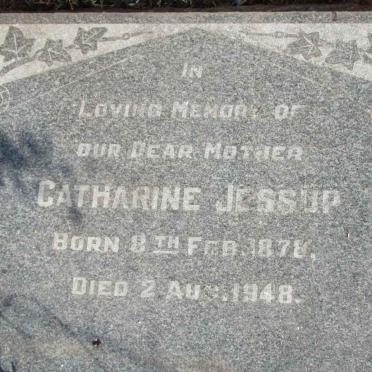 IN
LOVING MEMORY OF
OUR DEAR MOTHER
CATHARINE JESSUP
BORN 8TH FEB. 1878,
DIED 2 AUG. 1948.